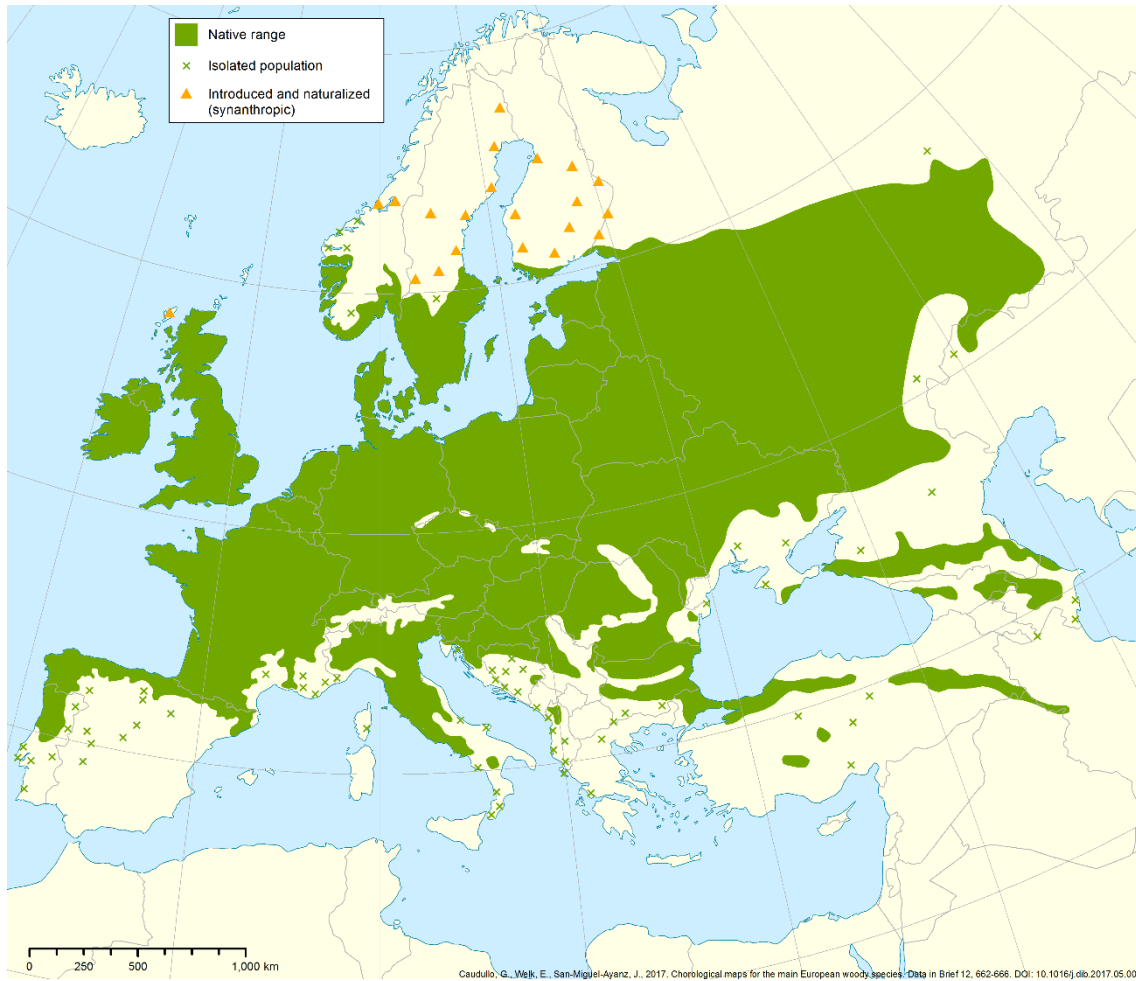 Native range
Isolated population
Introduced and naturalized
(synanthropic)
0 250 500 1,000 km
Caudullo, G., Welk, E., San-Miguel-Ayanz, J., 2017. Chorological maps for the main European woody species. Data in Brief 12, 662-666. DOI: 10.1016/j.dib.2017.05.00